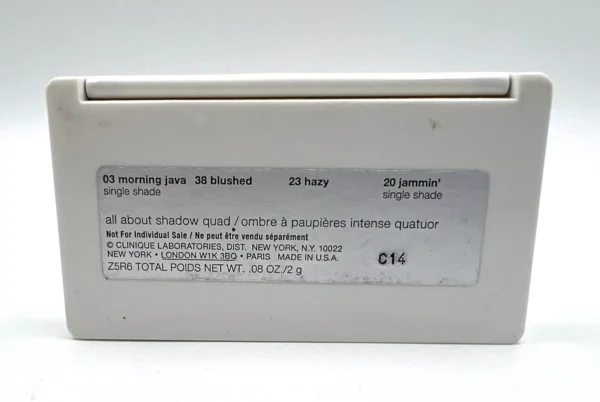 03 morning java 38 blushed 23 hazy 20 jammin'
single shade single shade
all about shadow quad / ombre à paupières intense quatuor
Not For Individual Sale / Ne peut être vendu séparément
© CLINIQUE LABORATORIES, DIST. NEW YORK, N.Y. 10022
NEW YORK • LONDON W1K 3BQ • PARIS MADE IN U.S.A. C14
Z5R6 TOTAL POIDS NET WT. .08 OZ./2 g